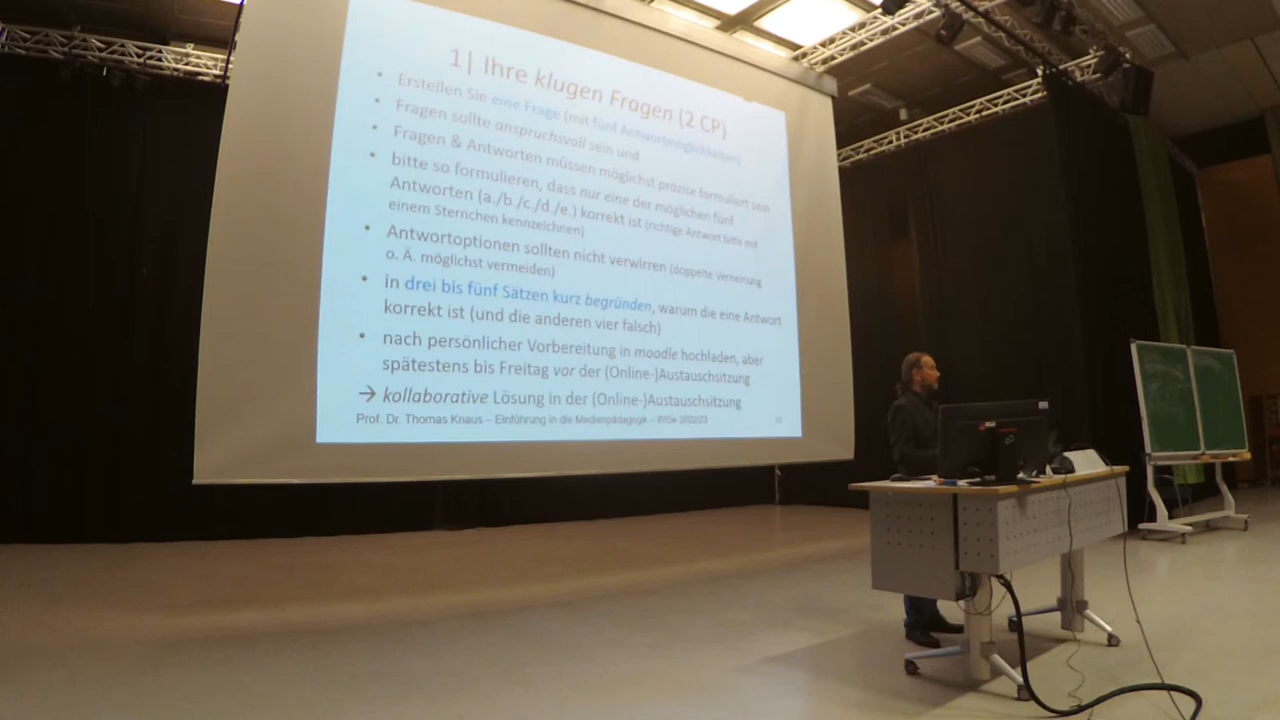 1| Ihre klugen Fragen (2 CP)
• Erstellen Sie eine Frage (mit fünf Antwortmöglichkeiten)
• Fragen sollte anspruchsvoll sein und
• Fragen & Antworten müssen möglichst präzise formuliert sein
• bitte so formulieren, dass nur eine der möglichen fünf
Antworten (a./b./c./d./e.) korrekt ist (richtige Antwort bitte mit
einem Sternchen kennzeichnen)
• Antwortoptionen sollten nicht verwirren (doppelte Verneinung
o. Ä. möglichst vermeiden)
• in drei bis fünf Sätzen kurz begründen, warum die eine Antwort
korrekt ist (und die anderen vier falsch)
• nach persönlicher Vorbereitung in moodle hochladen, aber
spätestens bis Freitag vor der (Online-)Austauschsitzung
→ kollaborative Lösung in der (Online-)Austauschsitzung
Prof. Dr. Thomas Knaus – Einführung in die Medienpädagogik – WiSe 2022/23